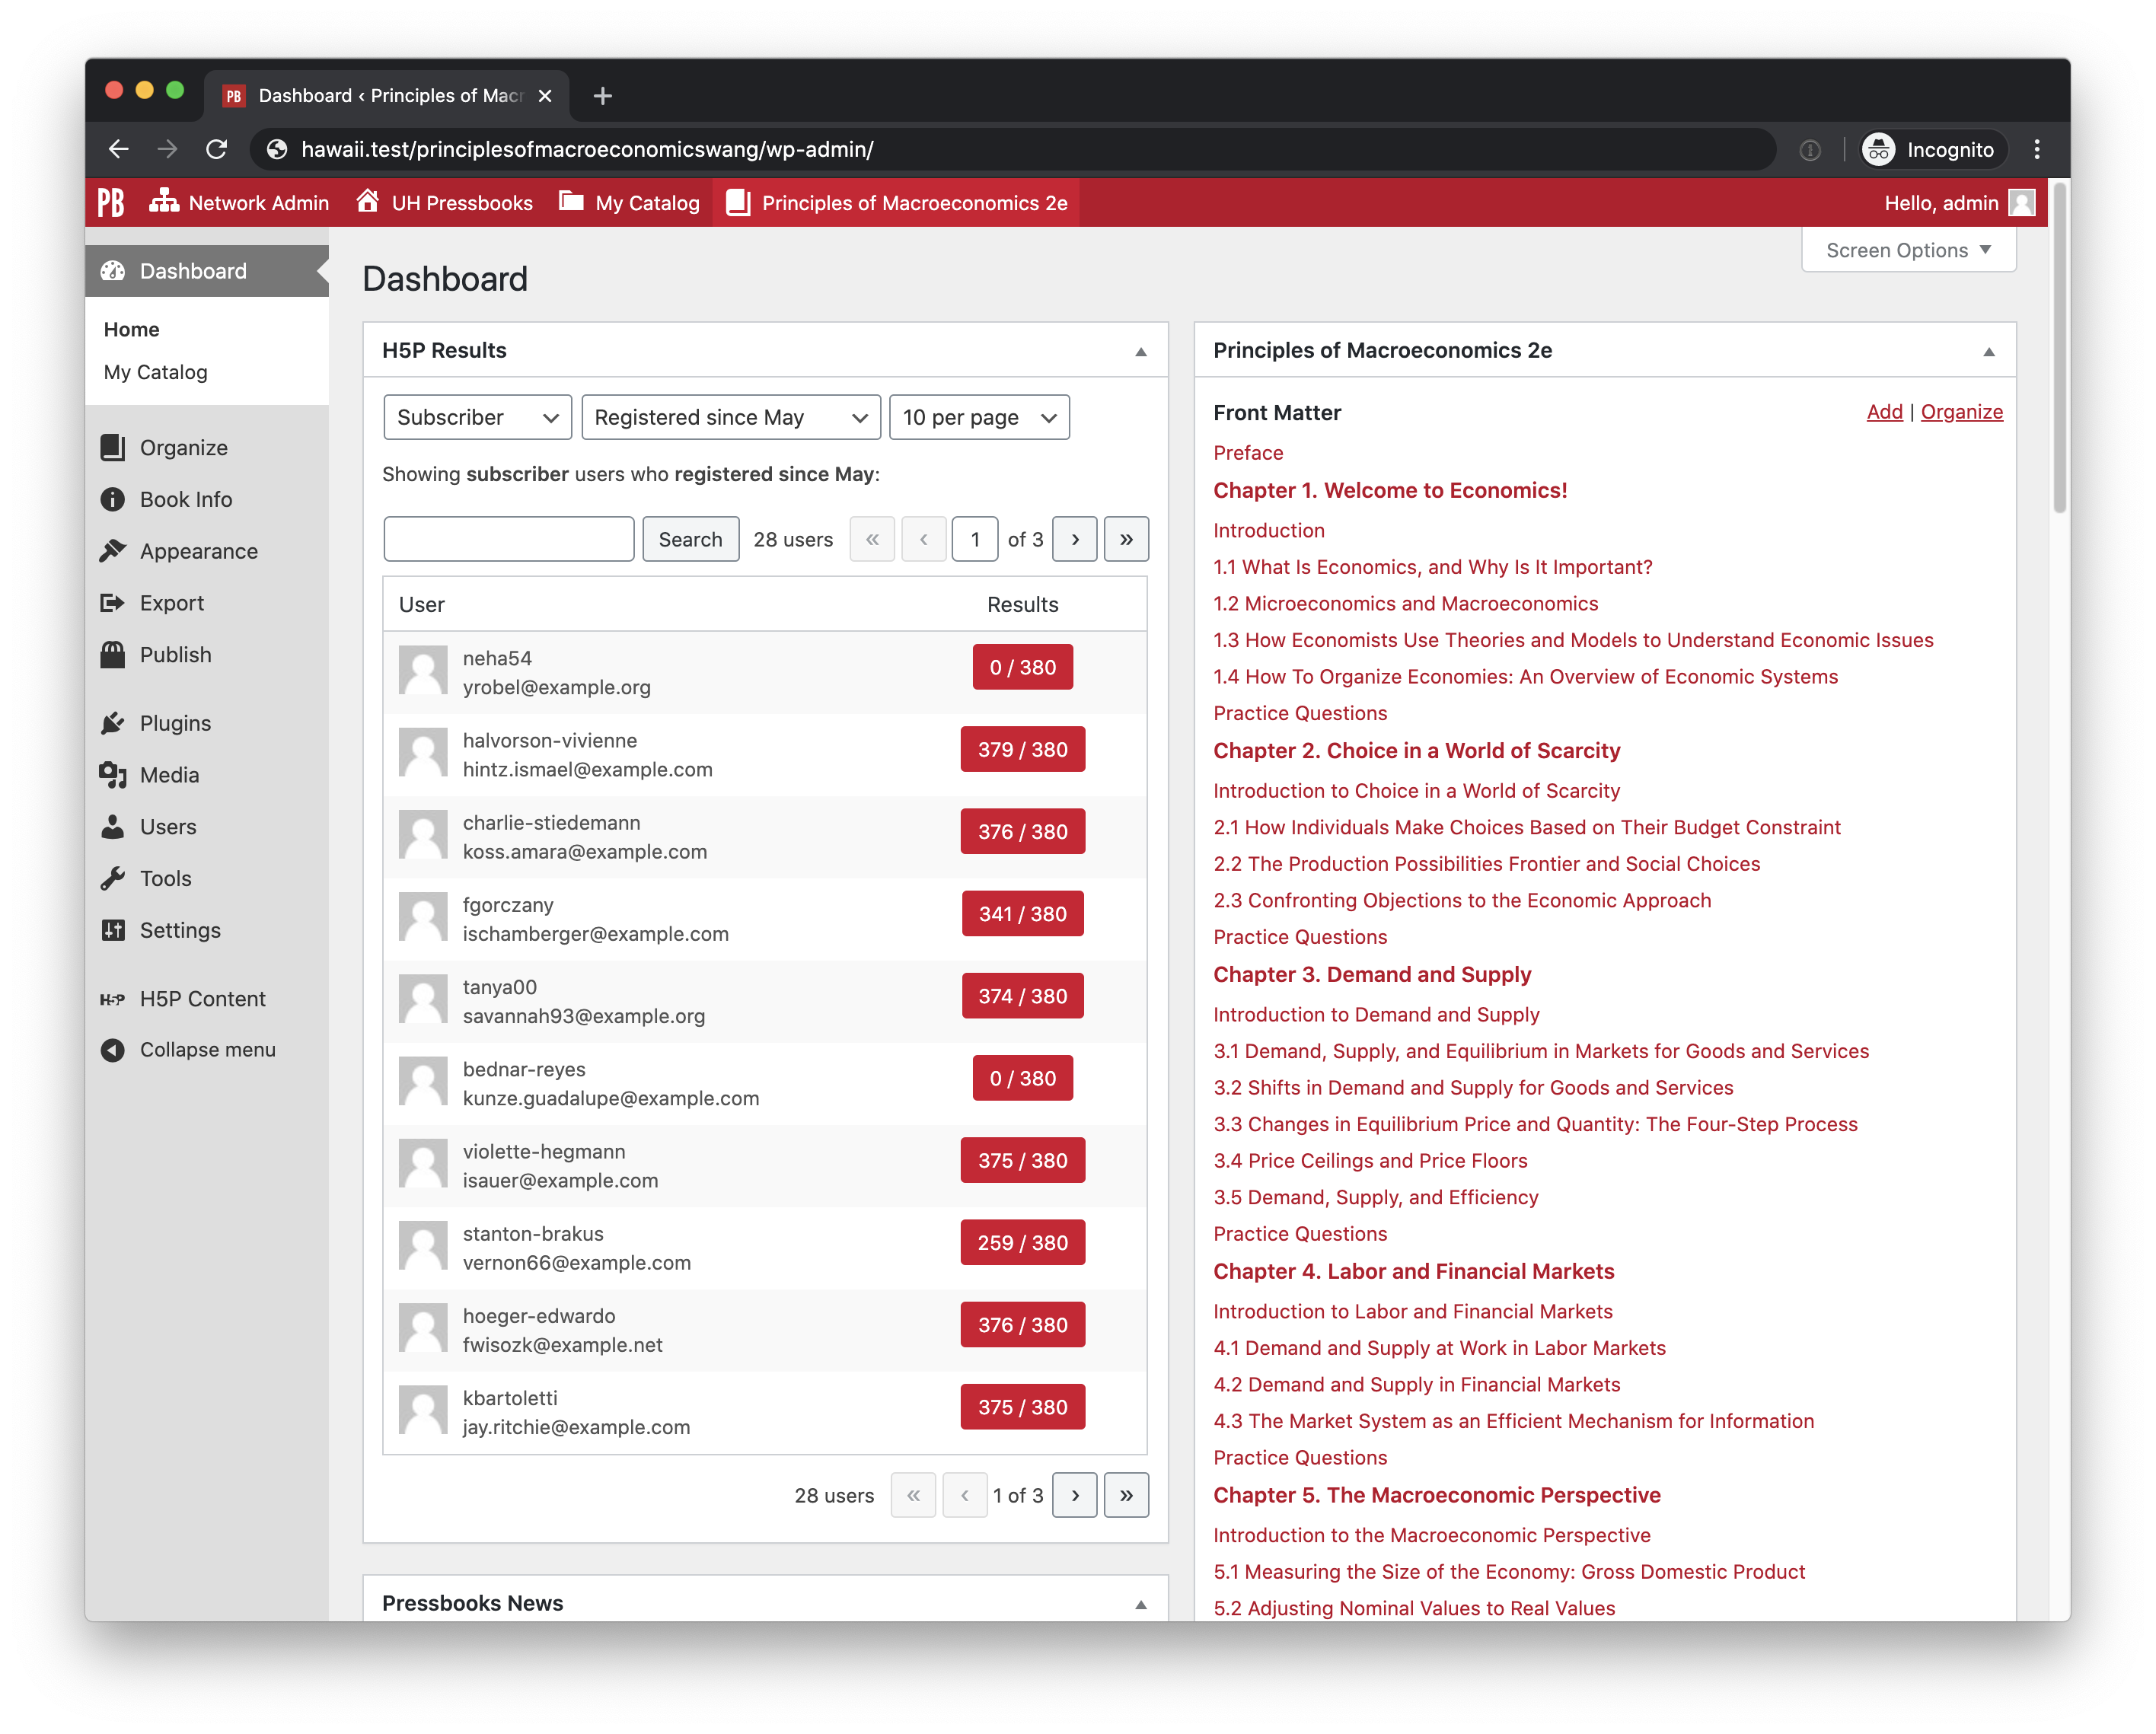 PB Dashboard ‹ Principles of Macr
hawaii.test/principlesofmacroeconomicswang/wp-admin/
Incognito
PB Network Admin UH Pressbooks My Catalog Principles of Macroeconomics 2e Hello, admin
Screen Options
Dashboard
Home
My Catalog
Organize
Book Info
Appearance
Export
Publish
Plugins
Media
Users
Tools
Settings
H5P H5P Content
Collapse menu
Dashboard
H5P Results
Subscriber Registered since May 10 per page
Showing subscriber users who registered since May:
Search 28 users « ‹ 1 of 3 › »
User Results
neha54
yrobel@example.org
0 / 380
halvorson-vivienne
hintz.ismael@example.com
379 / 380
charlie-stiedemann
koss.amara@example.com
376 / 380
fgorczany
ischamberger@example.com
341 / 380
tanya00
savannah93@example.org
374 / 380
bednar-reyes
kunze.guadalupe@example.com
0 / 380
violette-hegmann
isauer@example.com
375 / 380
stanton-brakus
vernon66@example.com
259 / 380
hoeger-edwardo
fwisozk@example.net
376 / 380
kbartoletti
jay.ritchie@example.com
375 / 380
28 users « ‹ 1 of 3 › »
Pressbooks News
Principles of Macroeconomics 2e
Front Matter Add | Organize
Preface
Chapter 1. Welcome to Economics!
Introduction
1.1 What Is Economics, and Why Is It Important?
1.2 Microeconomics and Macroeconomics
1.3 How Economists Use Theories and Models to Understand Economic Issues
1.4 How To Organize Economies: An Overview of Economic Systems
Practice Questions
Chapter 2. Choice in a World of Scarcity
Introduction to Choice in a World of Scarcity
2.1 How Individuals Make Choices Based on Their Budget Constraint
2.2 The Production Possibilities Frontier and Social Choices
2.3 Confronting Objections to the Economic Approach
Practice Questions
Chapter 3. Demand and Supply
Introduction to Demand and Supply
3.1 Demand, Supply, and Equilibrium in Markets for Goods and Services
3.2 Shifts in Demand and Supply for Goods and Services
3.3 Changes in Equilibrium Price and Quantity: The Four-Step Process
3.4 Price Ceilings and Price Floors
3.5 Demand, Supply, and Efficiency
Practice Questions
Chapter 4. Labor and Financial Markets
Introduction to Labor and Financial Markets
4.1 Demand and Supply at Work in Labor Markets
4.2 Demand and Supply in Financial Markets
4.3 The Market System as an Efficient Mechanism for Information
Practice Questions
Chapter 5. The Macroeconomic Perspective
Introduction to the Macroeconomic Perspective
5.1 Measuring the Size of the Economy: Gross Domestic Product
5.2 Adjusting Nominal Values to Real Values